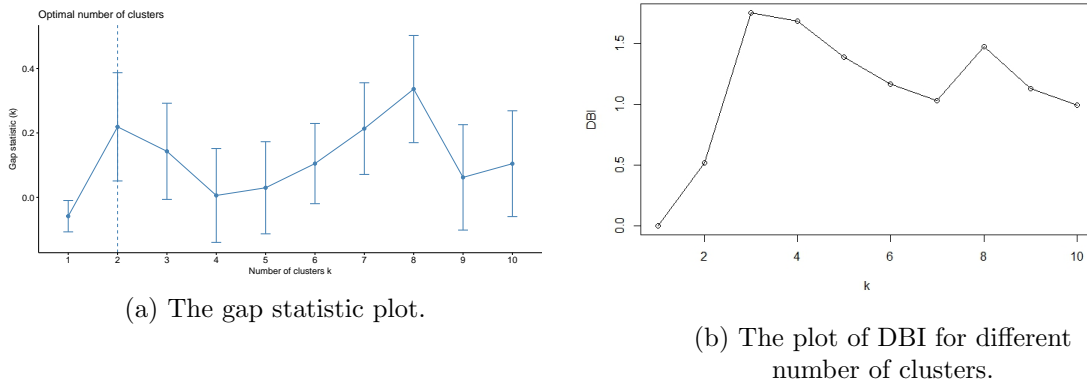 Optimal number of clusters
Gap statistic (k)
0.4
0.2
0.0
1 2 3 4 5 6 7 8 9 10
Number of clusters k
(a) The gap statistic plot.
DBI
1.5
1.0
0.5
0.0
2 4 6 8 10
k
(b) The plot of DBI for different
number of clusters.